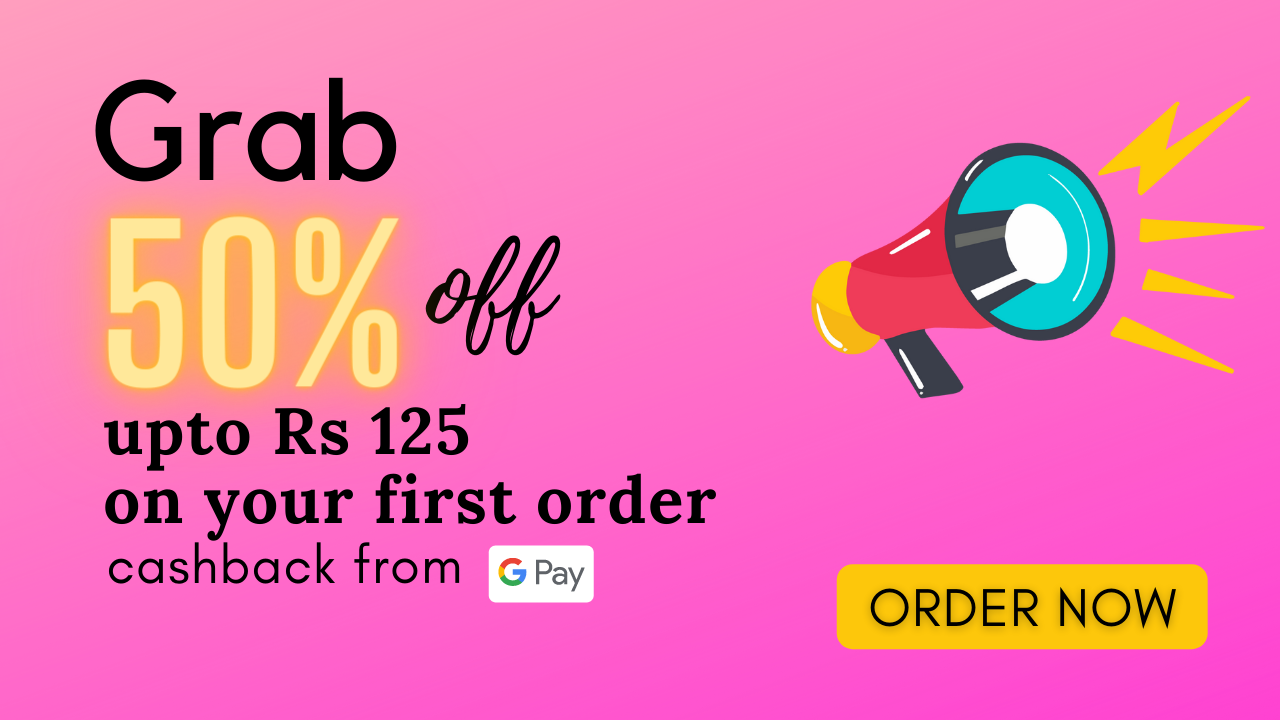 Grab
50% off
upto Rs 125
on your first order
cashback from G Pay
ORDER NOW